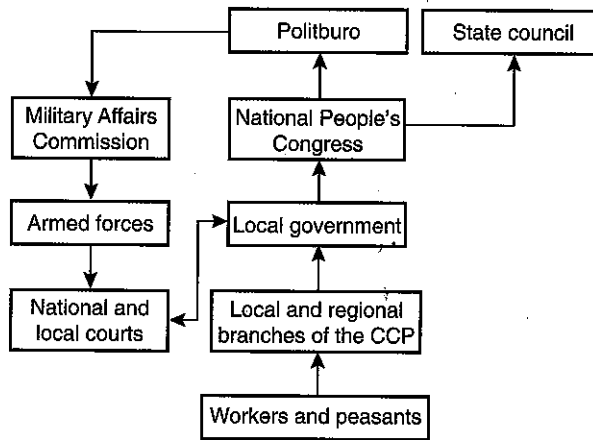 Politburo
State council
Military Affairs
Commission
National People's
Congress
Armed forces
Local government
National and
local courts
Local and regional
branches of the CCP
Workers and peasants